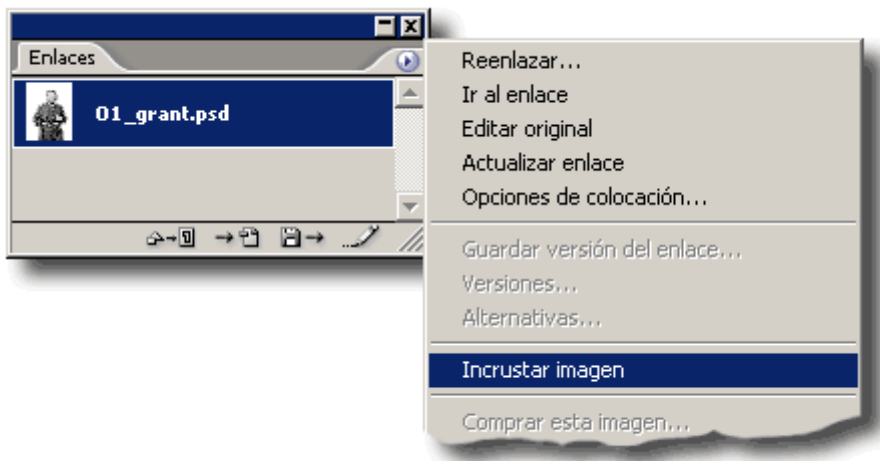 Enlaces
01_grant.psd
Reenlazar...
Ir al enlace
Editar original
Actualizar enlace
Opciones de colocación...
Guardar versión del enlace...
Versiones...
Alternativas...
Incrustar imagen
Comprar esta imagen...